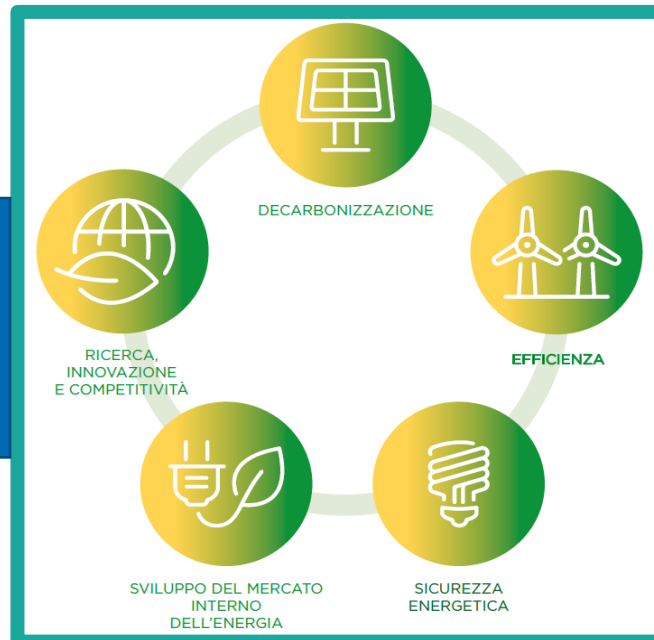 DECARBONIZZAZIONE
EFFICIENZA
RICERCA,
INNOVAZIONE
E COMPETITIVITÀ
SVILUPPO DEL MERCATO
INTERNO
DELL'ENERGIA
SICUREZZA
ENERGETICA